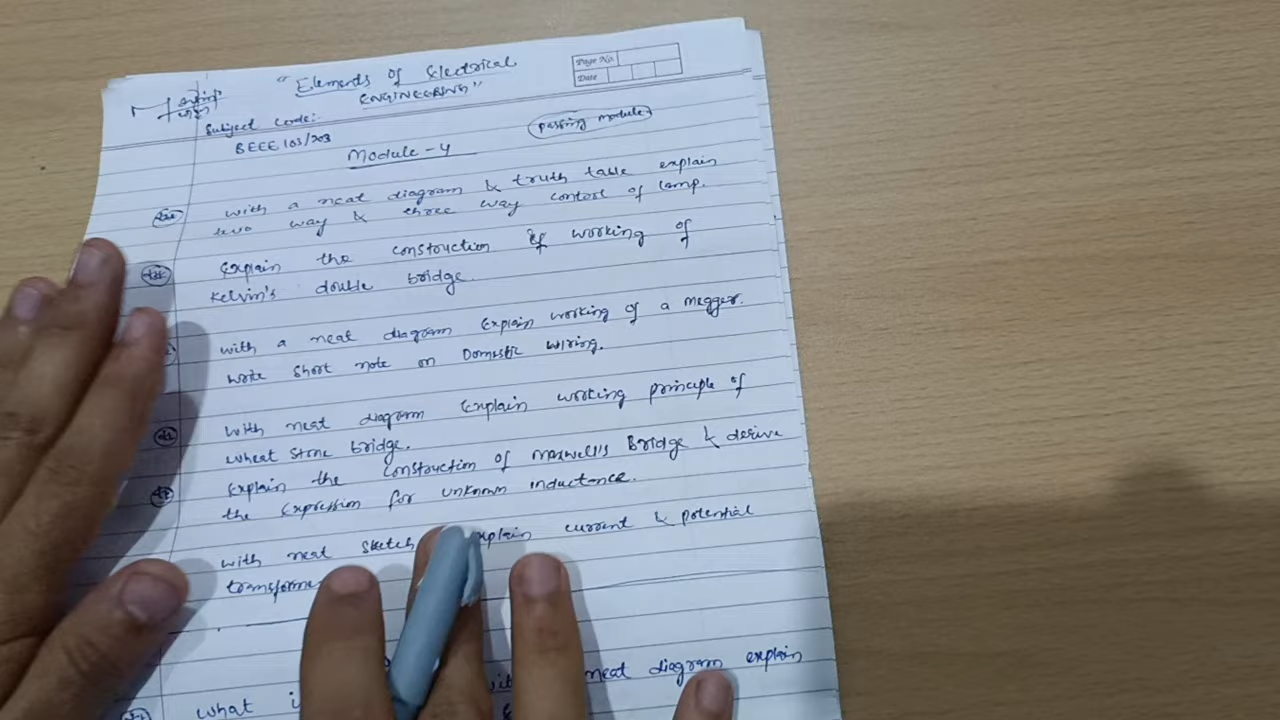 "Elements of Electrical
ENGINEERING"
Page No.
Date
Subject Code:
BEEE 103/203
passing module
Module - 4
with a neat diagram & truth table explain
two way & three way contorl of lamp.
Explain the construction & working of
Kelvin's double bridge.
with a neat diagram Explain working of a megger.
write short note on Domestic wiring.
with neat diagram Explain working principle of
wheat stone bridge.
Explain the construction of maxwell's Bridge & derive
the Expression for unknown inductance.
with neat sketch explain current & potential
transformer
what neat diagram explain